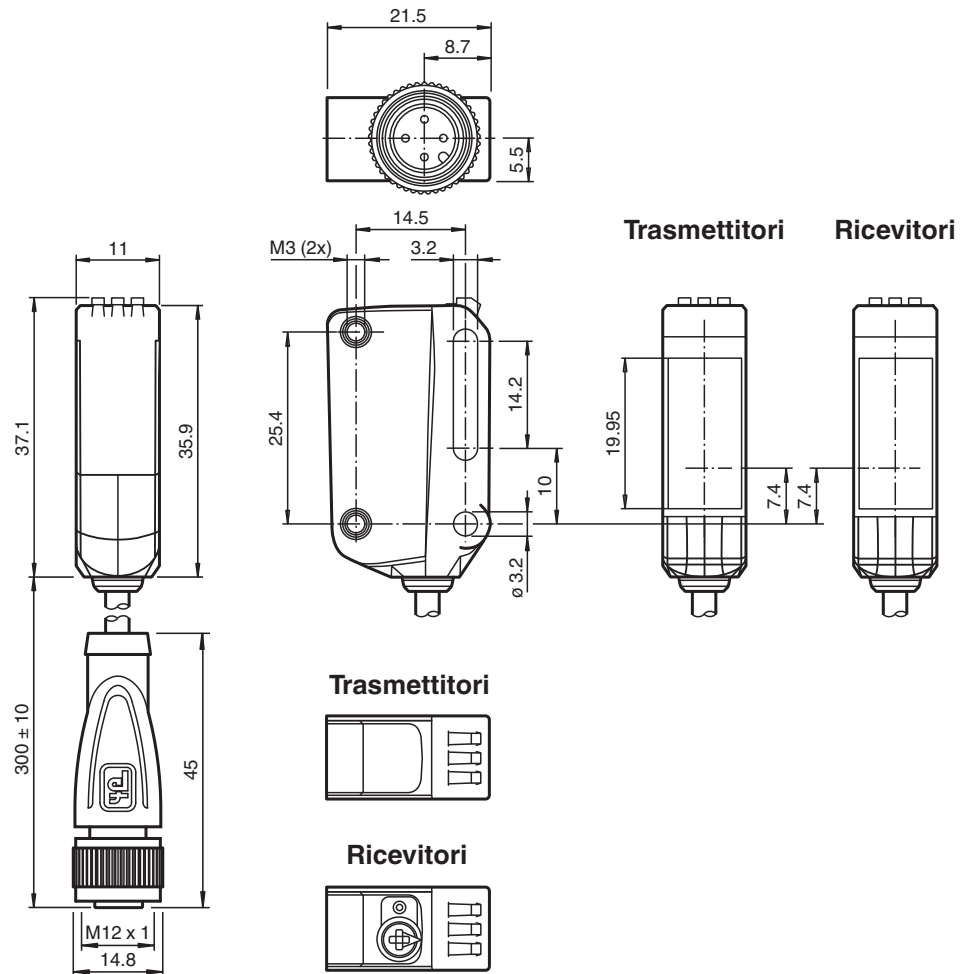 21.5
8.7
5.5
14.5
M3 (2x)
3.2
Trasmettitori
Ricevitori
11
37.1
35.9
25.4
14.2
10
ø 3.2
19.95
7.4
7.4
300 ± 10
45
M12 x 1
14.8
Trasmettitori
Ricevitori